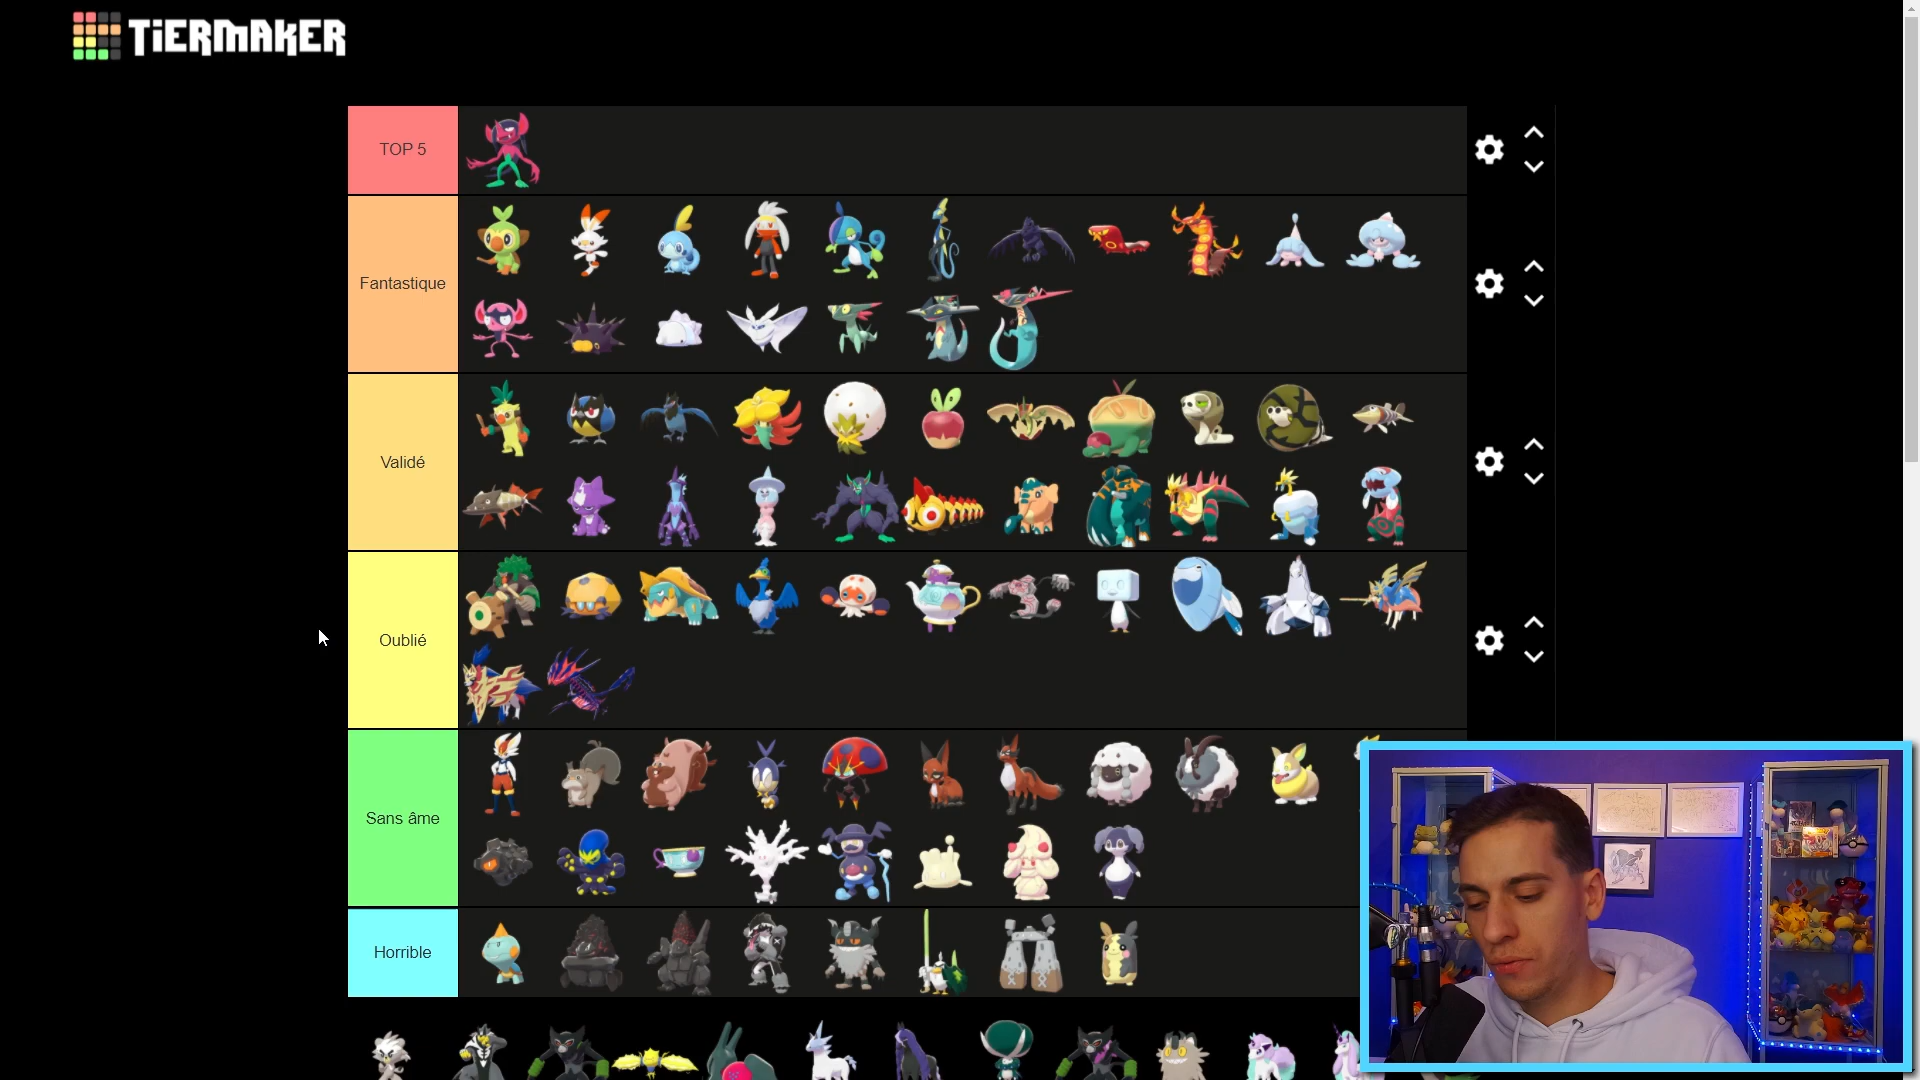 TiERMAKER
TOP 5
Fantastique
Validé
Oublié
Sans âme
Horrible